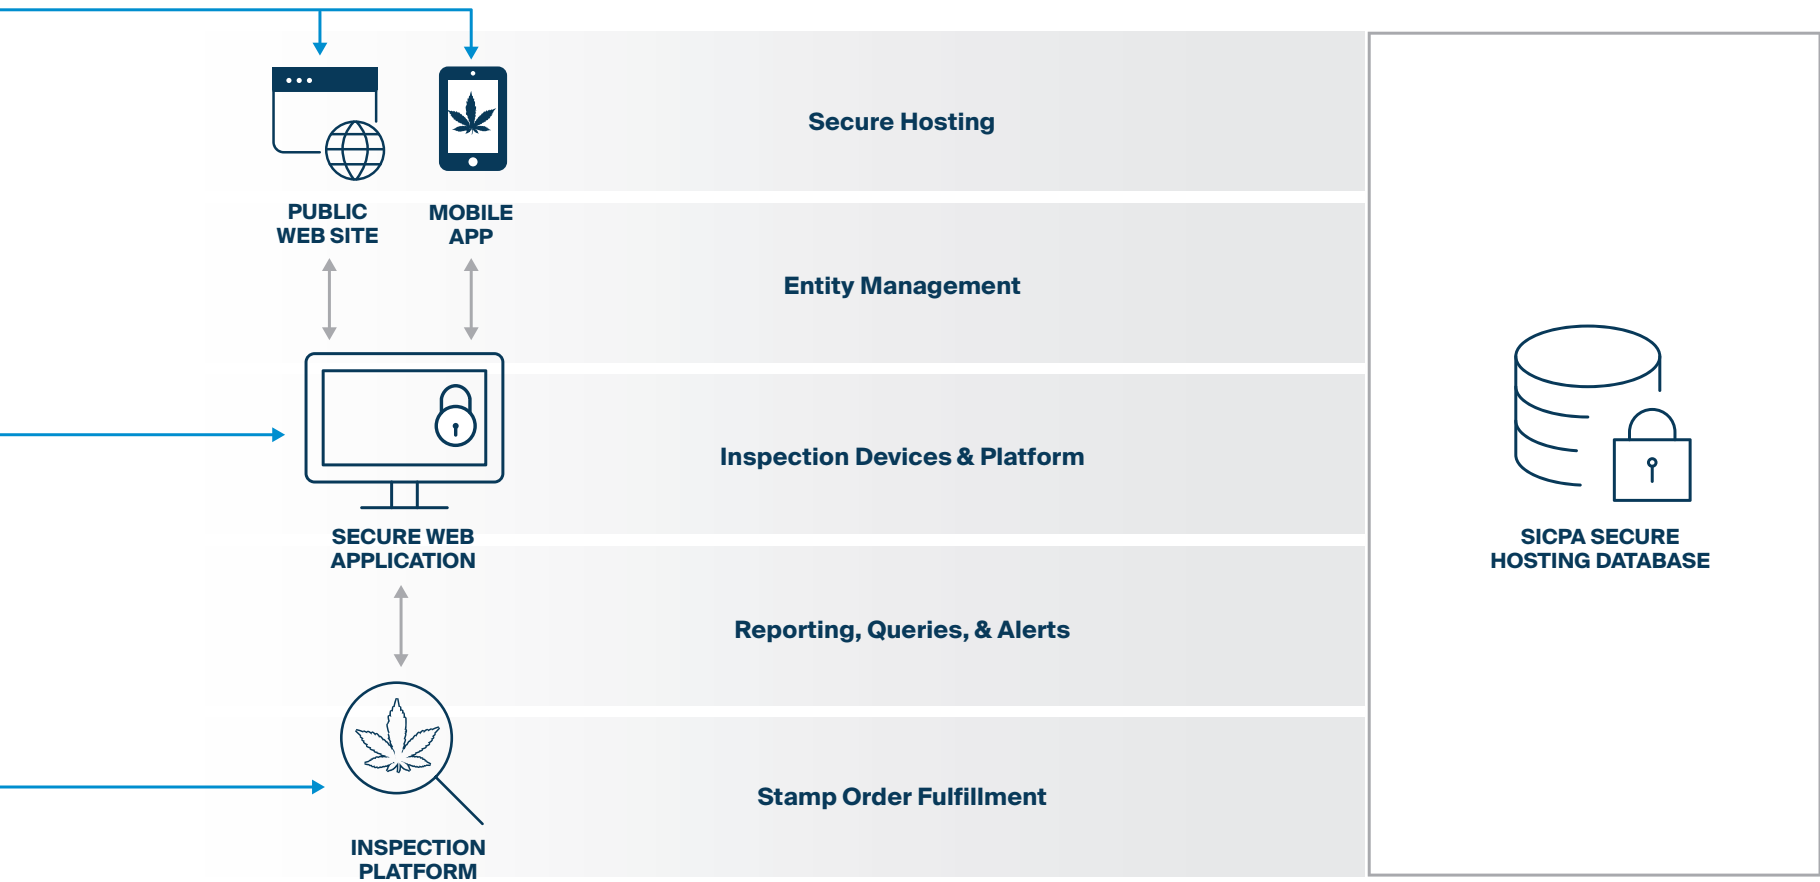 Secure Hosting
PUBLIC
WEB SITE
MOBILE
APP
Entity Management
Inspection Devices & Platform
SECURE WEB
APPLICATION
SICPA SECURE
HOSTING DATABASE
Reporting, Queries, & Alerts
Stamp Order Fulfillment
INSPECTION
PLATFORM